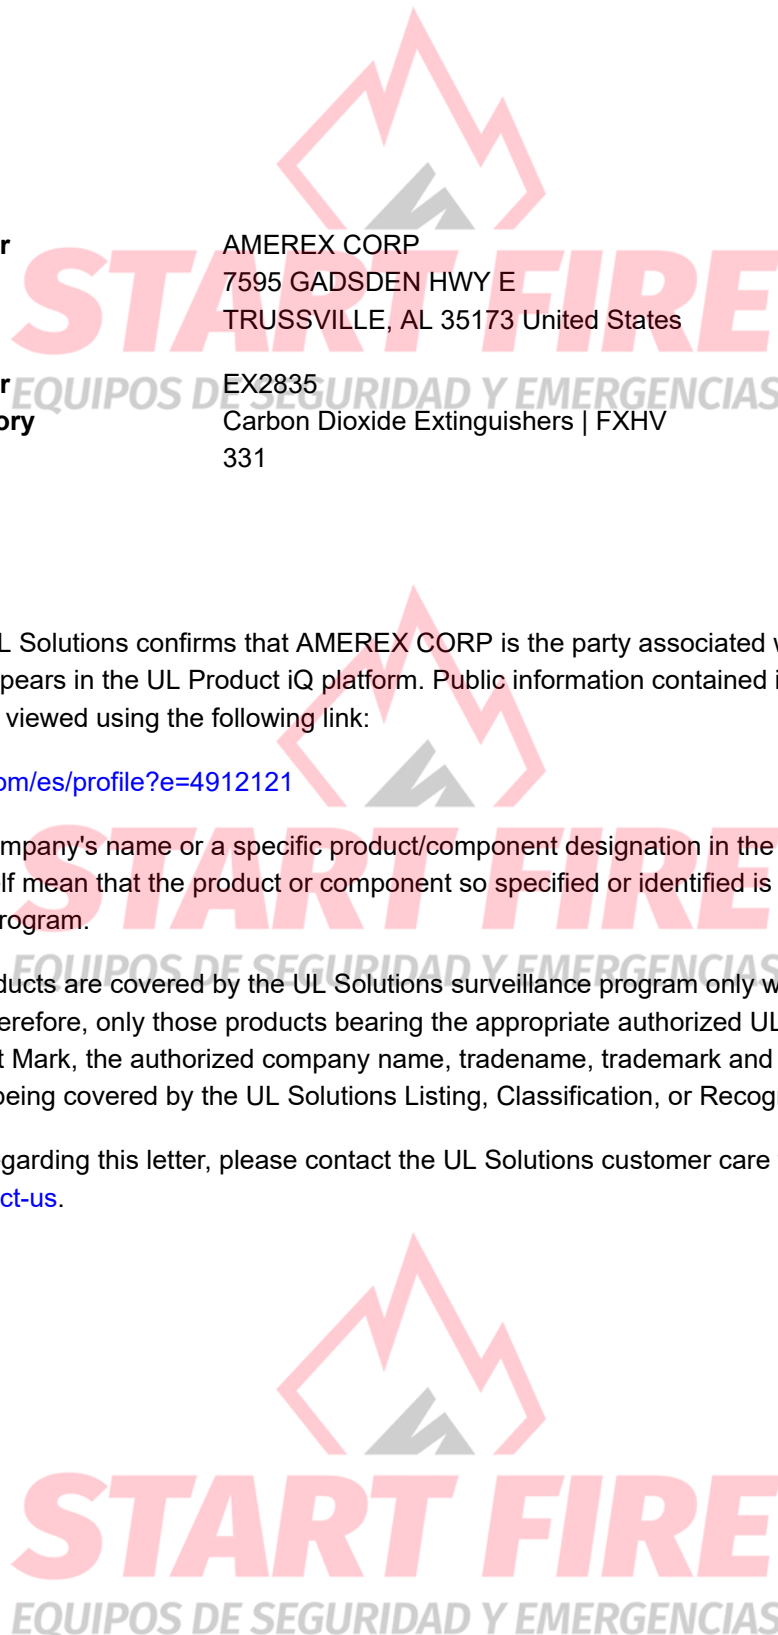 r AMEREX CORP
7595 GADSDEN HWY E
TRUSSVILLE, AL 35173 United States
r EX2835
ory Carbon Dioxide Extinguishers | FXHV
331
START FIRE
EQUIPOS DE SEGURIDAD Y EMERGENCIAS
L Solutions confirms that AMEREX CORP is the party associated w
pears in the UL Product iQ platform. Public information contained i
viewed using the following link:
om/es/profile?e=4912121
mpany's name or a specific product/component designation in the
lf mean that the product or component so specified or identified is
rogram.
START FIRE
EQUIPOS DE SEGURIDAD Y EMERGENCIAS
ducts are covered by the UL Solutions surveillance program only w
erefore, only those products bearing the appropriate authorized UL
t Mark, the authorized company name, tradename, trademark and
being covered by the UL Solutions Listing, Classification, or Recog
egarding this letter, please contact the UL Solutions customer care
ct-us.
START FIRE
EQUIPOS DE SEGURIDAD Y EMERGENCIAS